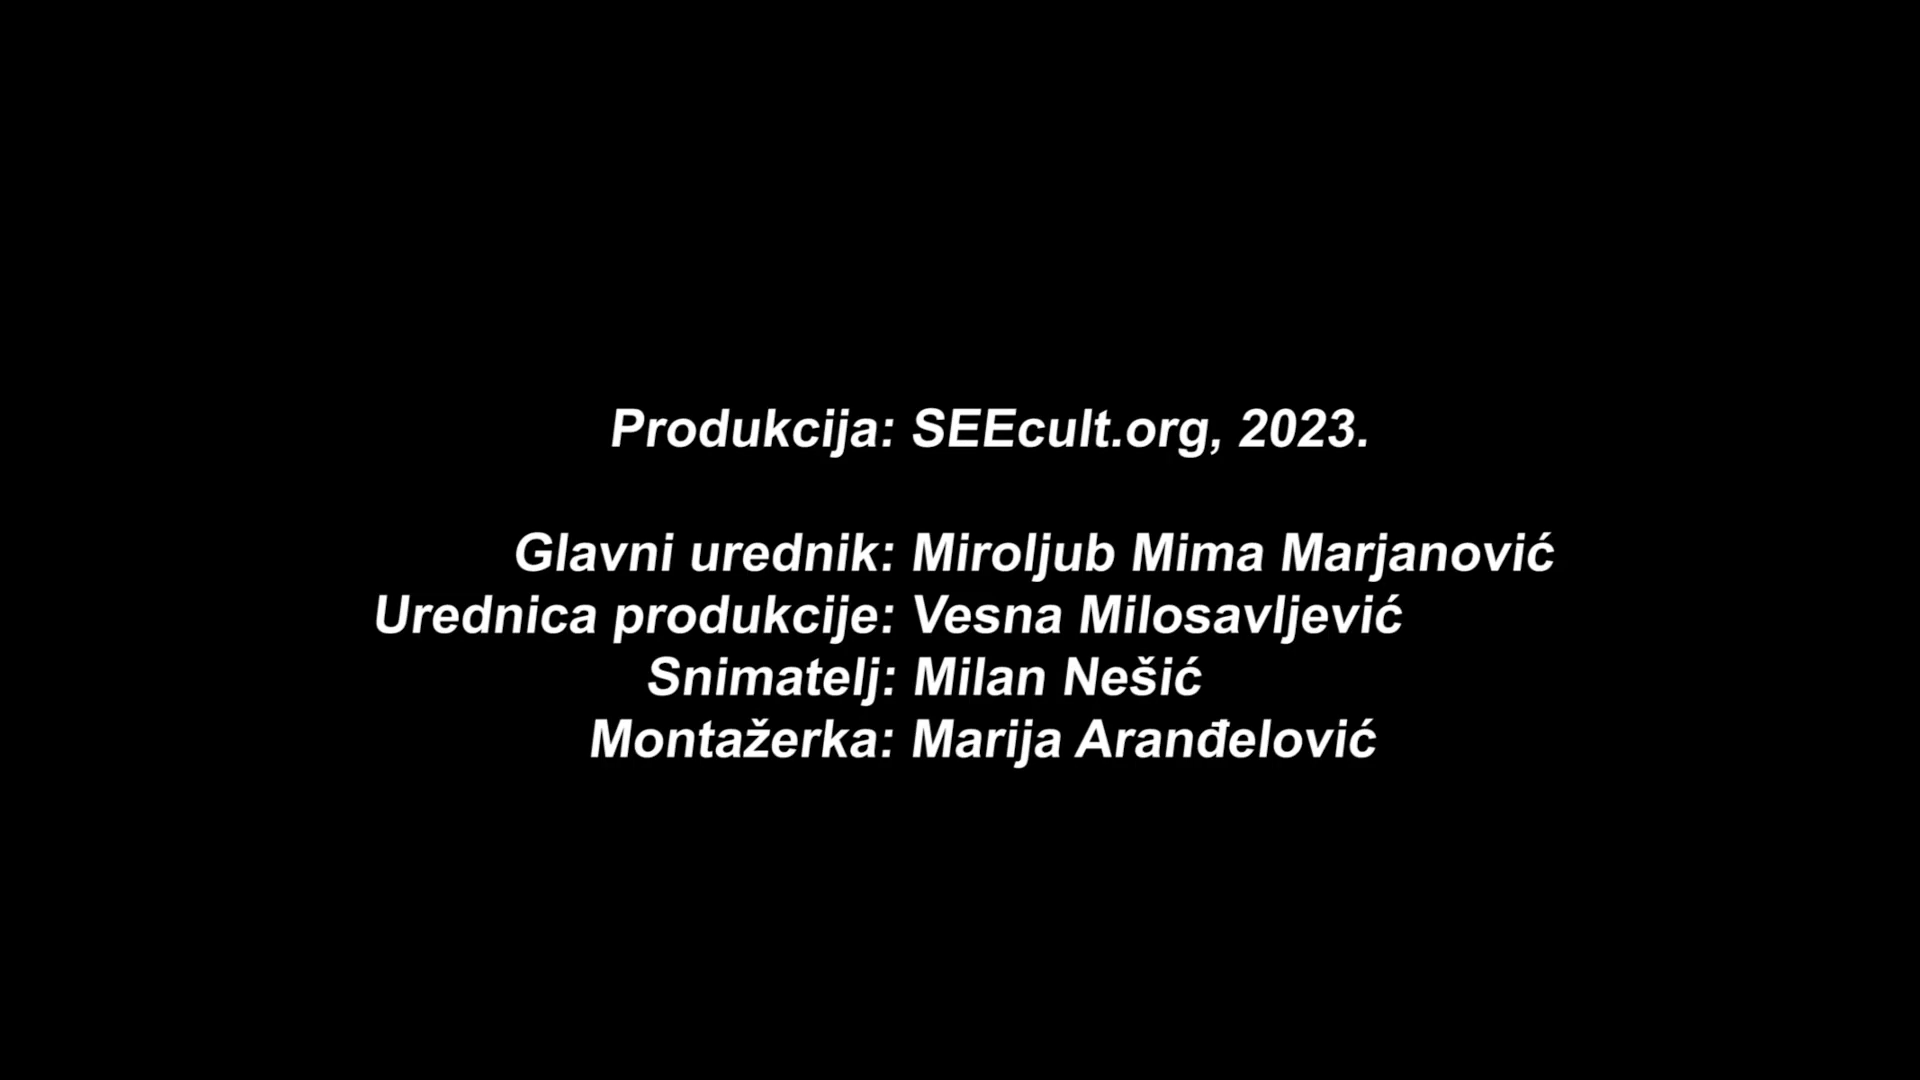 Produkcija: SEEcult.org, 2023.
Glavni urednik: Miroljub Mima Marjanović
Urednica produkcije: Vesna Milosavljević
Snimatelj: Milan Nešić
Montažerka: Marija Aranđelović